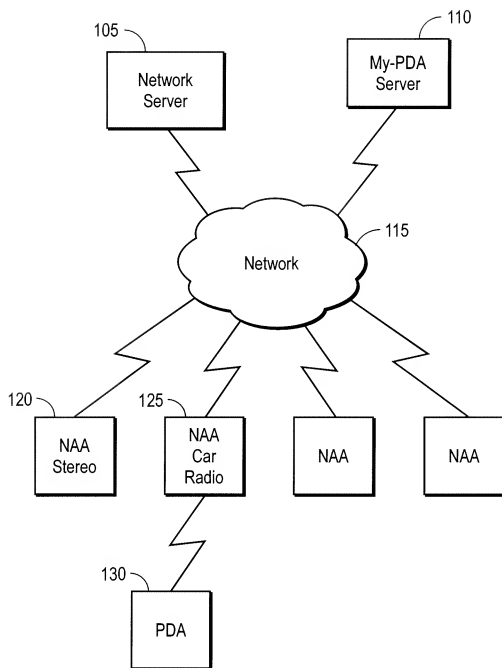 105
110
Network
Server
My-PDA
Server
115
Network
120
125
NAA
Stereo
NAA
Car
Radio
NAA
NAA
130
PDA